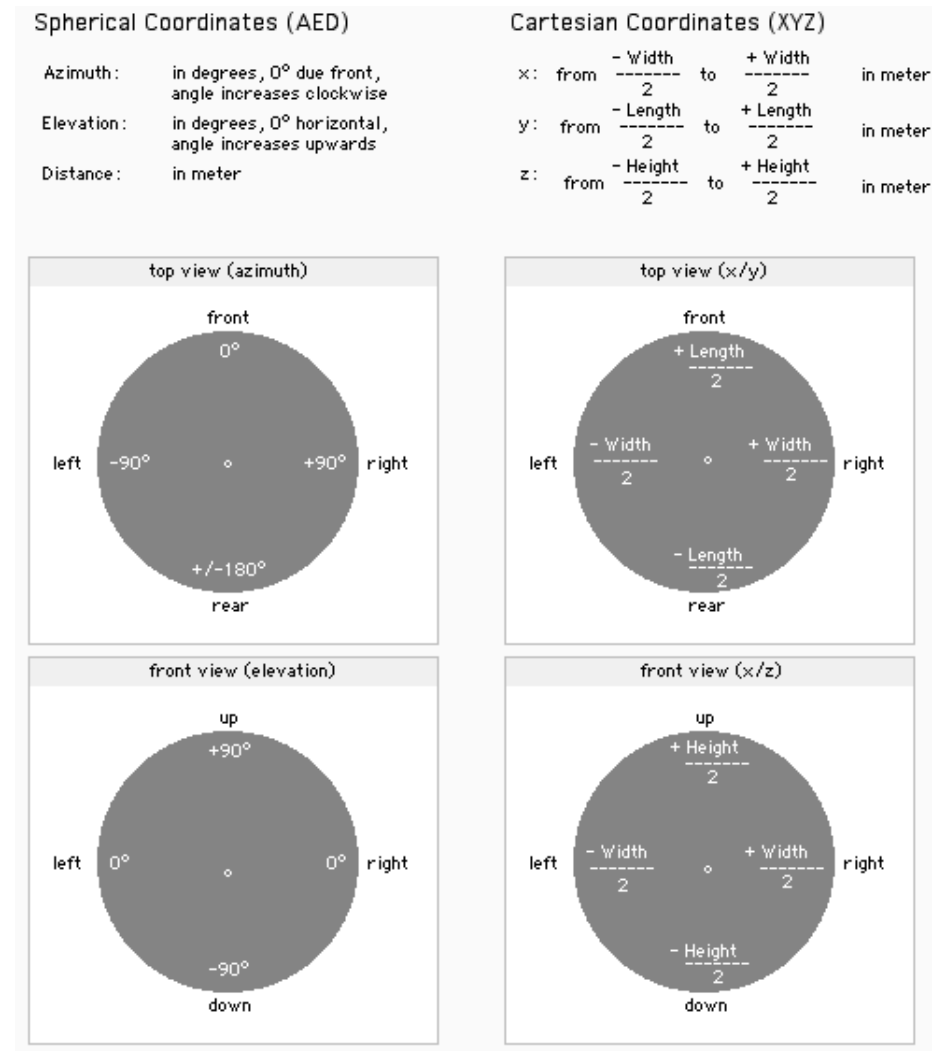 Spherical Coordinates (AED)
Azimuth: in degrees, 0° due front,
angle increases clockwise
Elevation: in degrees, 0° horizontal,
angle increases upwards
Distance: in meter
Cartesian Coordinates (XYZ)
x: from - Width / 2 to + Width / 2 in meter
y: from - Length / 2 to + Length / 2 in meter
z: from - Height / 2 to + Height / 2 in meter
top view (azimuth)
front
0°
left -90° +90° right
+/-180°
rear
top view (x/y)
front
+ Length
-------
2
left - Width / 2 + Width / 2 right
- Length
-------
2
rear
front view (elevation)
up
+90°
left 0° 0° right
-90°
down
front view (x/z)
up
+ Height
-------
2
left - Width / 2 + Width / 2 right
- Height
-------
2
down